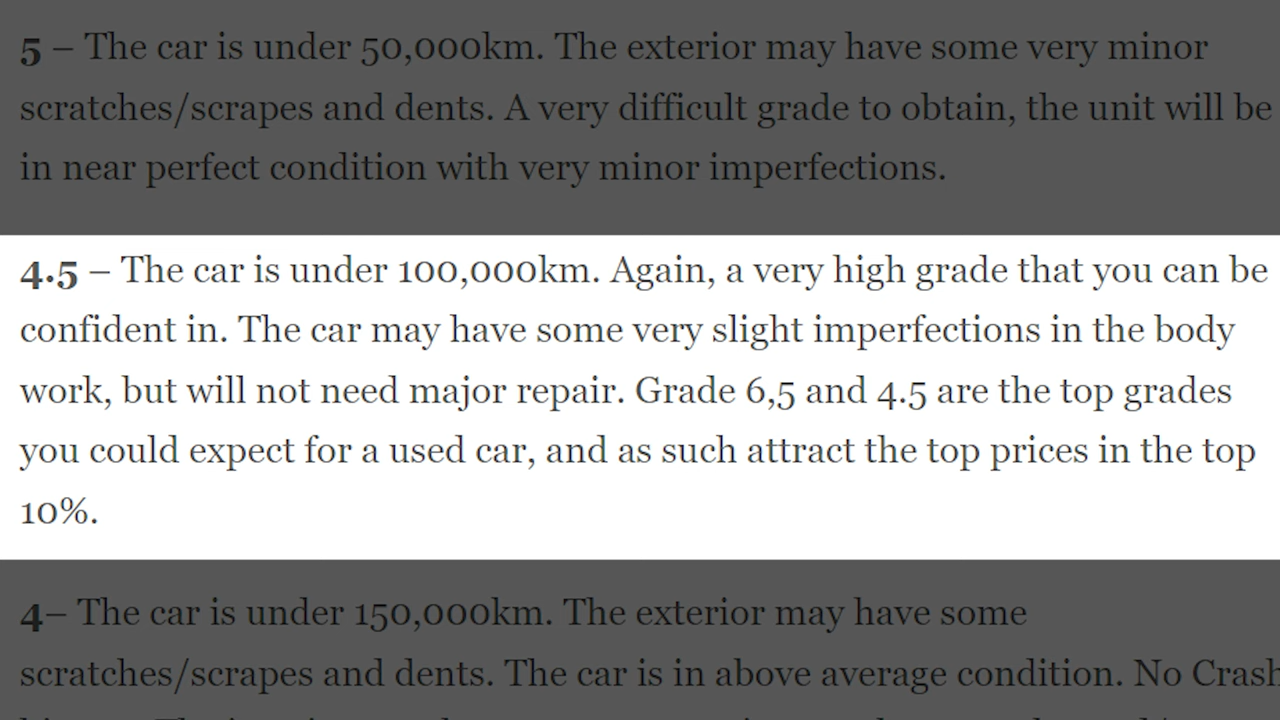 5 – The car is under 50,000km. The exterior may have some very minor
scratches/scrapes and dents. A very difficult grade to obtain, the unit will be
in near perfect condition with very minor imperfections.
4.5 – The car is under 100,000km. Again, a very high grade that you can be
confident in. The car may have some very slight imperfections in the body
work, but will not need major repair. Grade 6,5 and 4.5 are the top grades
you could expect for a used car, and as such attract the top prices in the top
10%.
4– The car is under 150,000km. The exterior may have some
scratches/scrapes and dents. The car is in above average condition. No Crash